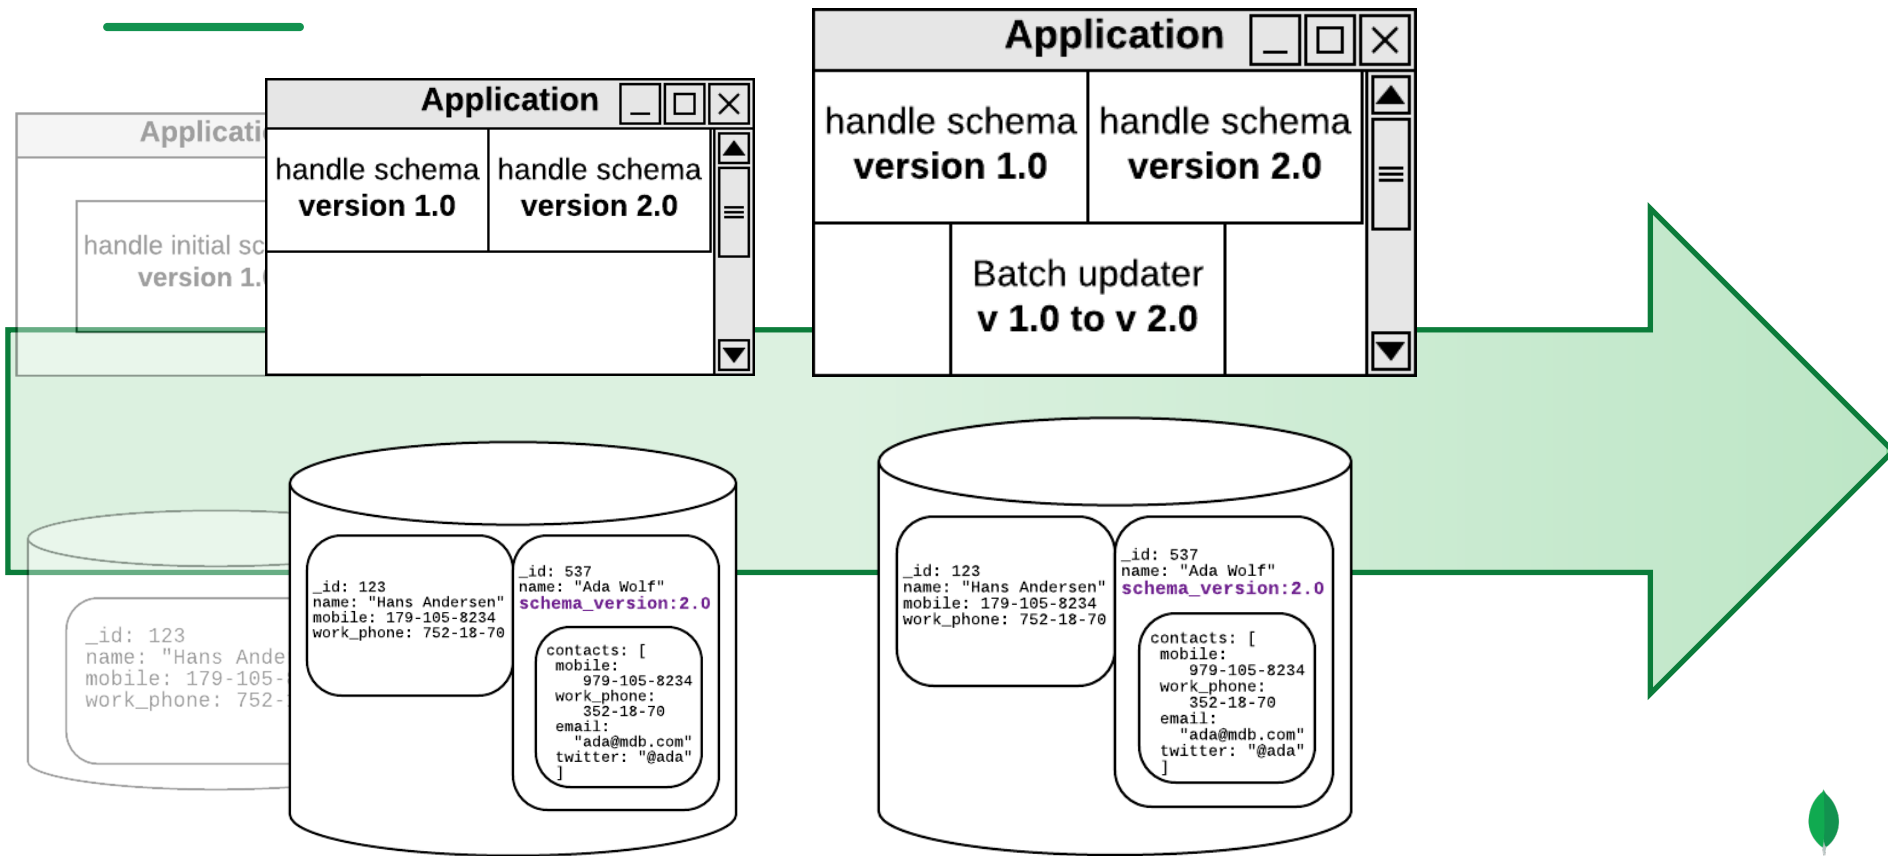 Applicati
handle initial sc
version 1.
Application
handle schema
version 1.0
handle schema
version 2.0
Application
handle schema
version 1.0
handle schema
version 2.0
Batch updater
v 1.0 to v 2.0
_id: 123
name: "Hans Ande
mobile: 179-105-
work_phone: 752-
_id: 123
name: "Hans Andersen"
mobile: 179-105-8234
work_phone: 752-18-70
_id: 537
name: "Ada Wolf"
schema_version:2.0
contacts: [
mobile:
979-105-8234
work_phone:
352-18-70
email:
"ada@mdb.com"
twitter: "@ada"
]
_id: 123
name: "Hans Andersen"
mobile: 179-105-8234
work_phone: 752-18-70
_id: 537
name: "Ada Wolf"
schema_version:2.0
contacts: [
mobile:
979-105-8234
work_phone:
352-18-70
email:
"ada@mdb.com"
twitter: "@ada"
]